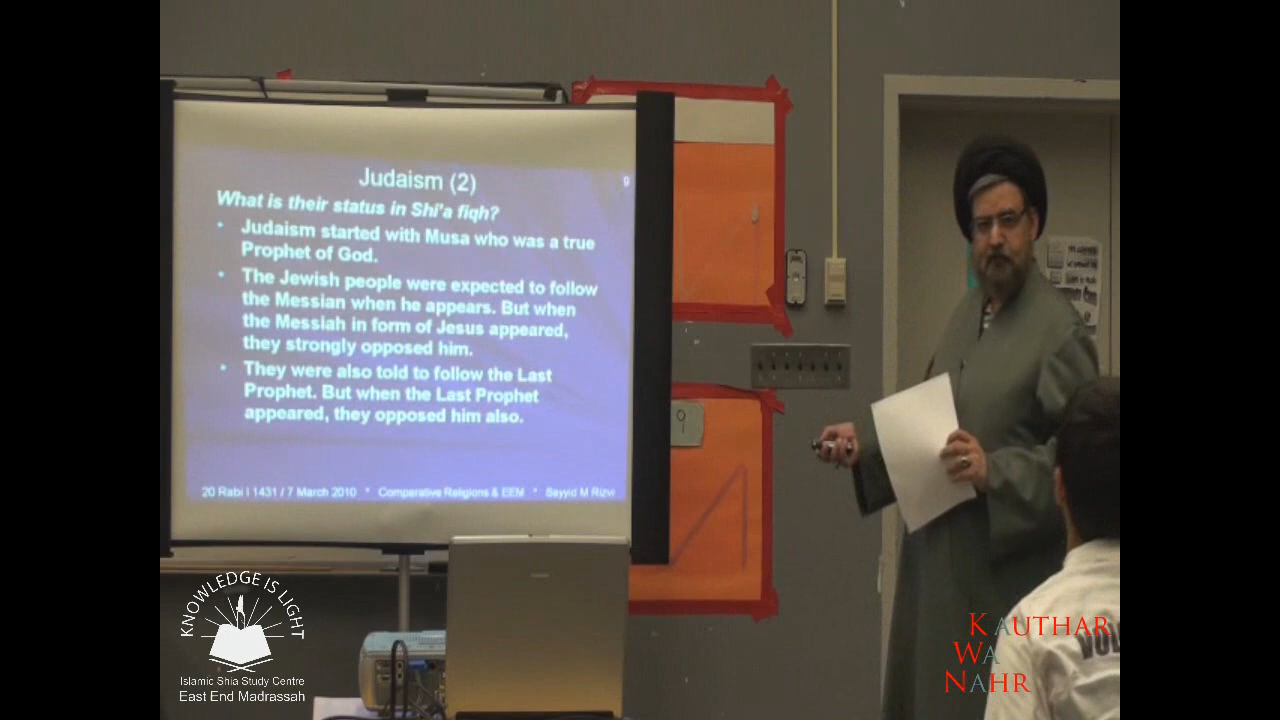 Judaism (2)
9
What is their status in Shi'a fiqh?
• Judaism started with Musa who was a true
Prophet of God.
• The Jewish people were expected to follow
the Messian when he appears. But when
the Messiah in form of Jesus appeared,
they strongly opposed him.
• They were also told to follow the Last
Prophet. But when the Last Prophet
appeared, they opposed him also.
20 Rabi I 1431 / 7 March 2010 * Comparative Religions & EEM * Sayyid M Rizvi
KNOWLEDGE IS LIGHT
Islamic Shia Study Centre
East End Madrassah
KAUTHAR
WA
NAHR